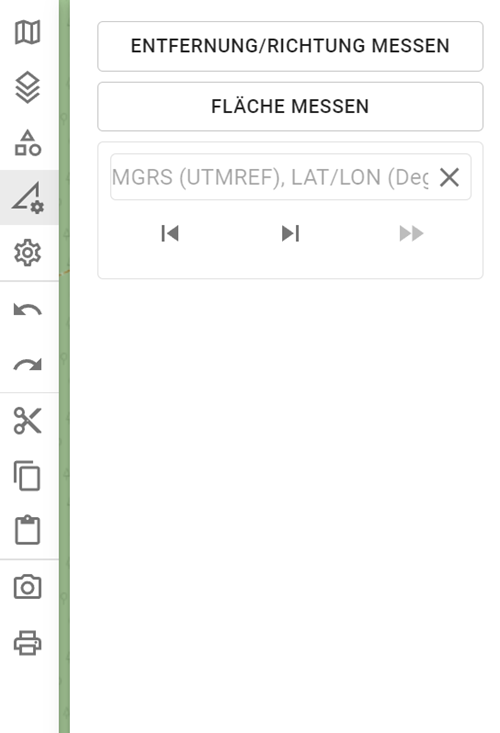 ENTFERNUNG/RICHTUNG MESSEN
FLÄCHE MESSEN
MGRS (UTMREF), LAT/LON (Deg